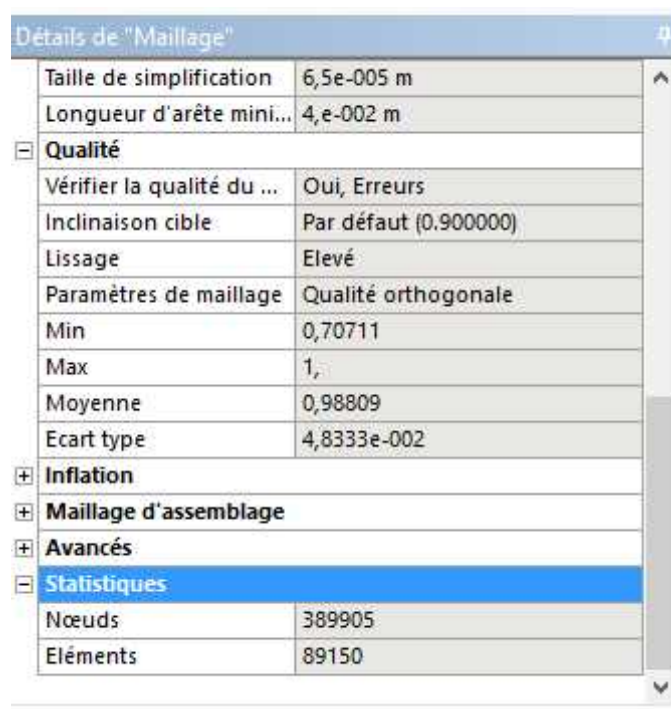 Détails de "Maillage"
Taille de simplification 6,5e-005 m
Longueur d'arête mini... 4,e-002 m
Qualité
Vérifier la qualité du ... Oui, Erreurs
Inclinaison cible Par défaut (0.900000)
Lissage Elevé
Paramètres de maillage Qualité orthogonale
Min 0,70711
Max 1,
Moyenne 0,98809
Ecart type 4,8333e-002
Inflation
Maillage d'assemblage
Avancés
Statistiques
Nœuds 389905
Eléments 89150